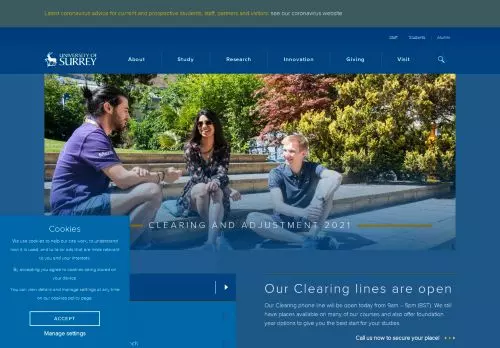 Latest coronavirus advice for current and prospective students, staff, partners and visitors: see our coronavirus website
Staff Students Alumni
UNIVERSITY OF
SURREY
About Study Research Innovation Giving Visit
CLEARING AND ADJUSTMENT 2021
Cookies
We use cookies to help our site work, to understand
how it is used, and to tailor ads that are more relevant
to you and your interests.
By accepting you agree to cookies being stored on
your device.
You can view details and manage settings at any time
on our cookies policy page.
ACCEPT
Manage settings
Our Clearing lines are open
Our Clearing phone line will be open today from 9am – 5pm (BST). We still
have places available on many of our courses and also offer foundation
year options to give you the best start for your studies.
Call us now to secure your place!